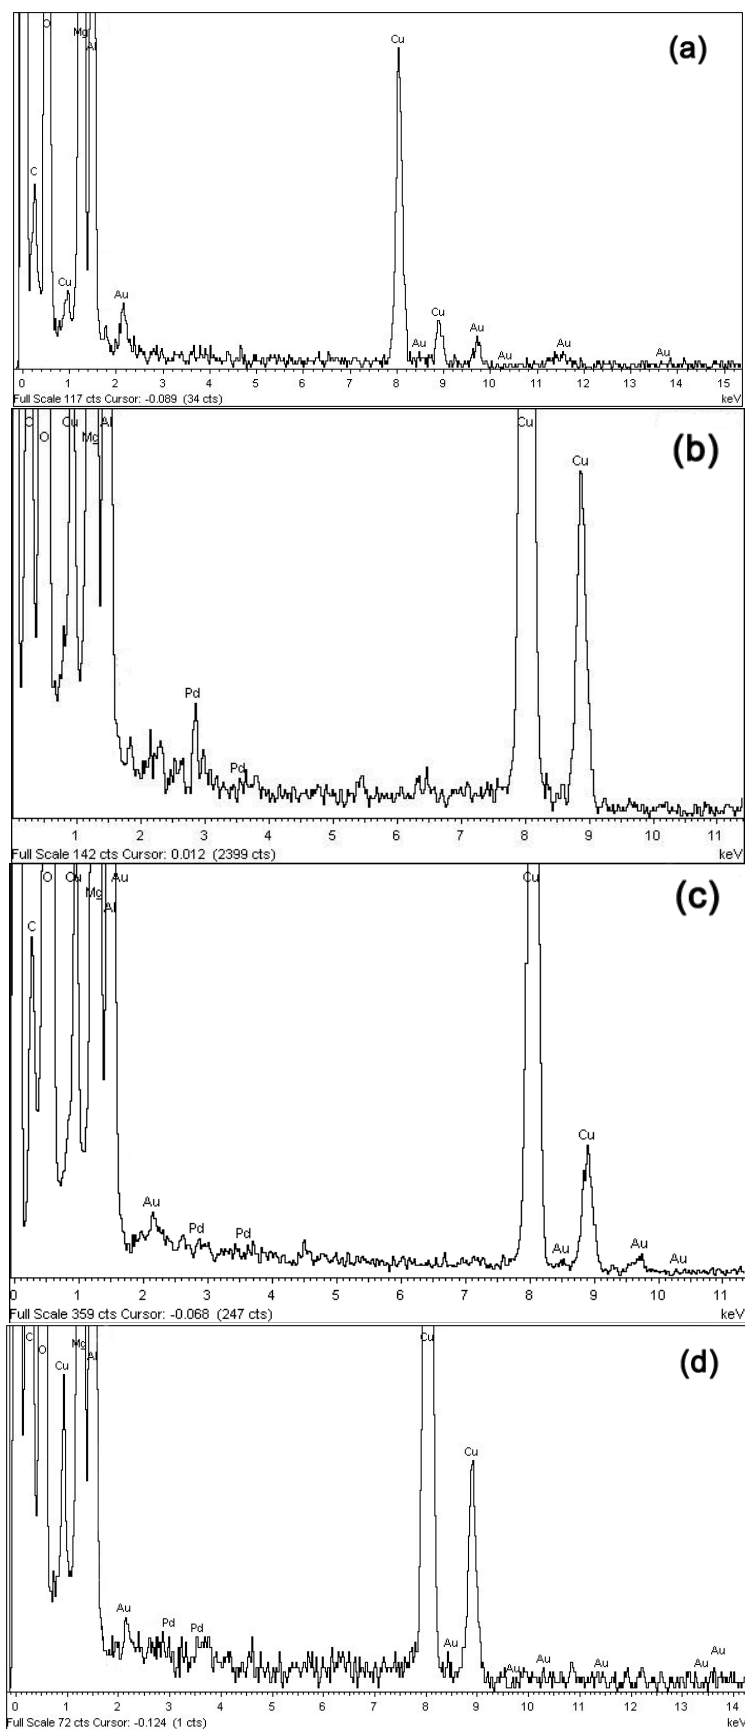 O
Mg
Al
Cu
(a)
C
Cu
Au
Cu
Au
Au
Au
Au
Au
0 1 2 3 4 5 6 7 8 9 10 11 12 13 14 15
Full Scale 117 cts Cursor: -0.089 (34 cts) keV
C Cu Al Cu
O Mg
(b)
Cu
Pd
Pd
1 2 3 4 5 6 7 8 9 10 11
Full Scale 142 cts Cursor: 0.012 (2399 cts) keV
O Cu Au Cu
Mg
Al
(c)
C
Cu
Au
Pd Pd
Au Au Au
0 1 2 3 4 5 6 7 8 9 10 11
Full Scale 359 cts Cursor: -0.068 (247 cts) keV
C Mg Cu
O Al
Cu
(d)
Cu
Au
Pd Pd
Au Au Au Au Au Au
0 1 2 3 4 5 6 7 8 9 10 11 12 13 14
Full Scale 72 cts Cursor: -0.124 (1 cts) keV